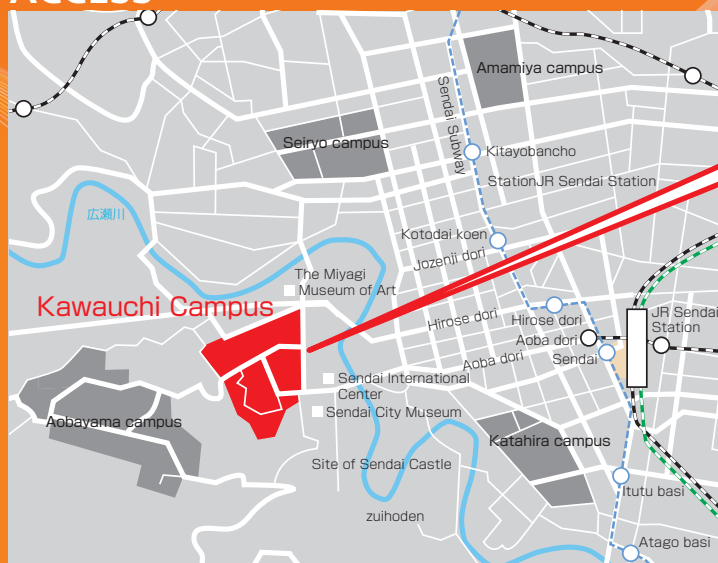 ACCESS
Amamiya campus
Sendai Subway
Seiryo campus
Kitayobancho
StationJR Sendai Station
広瀬川
Kotodai koen
Jozenji dori
The Miyagi
Museum of Art
Kawauchi Campus
Hirose dori
Hirose dori
JR Sendai
Station
Aoba dori
Aoba dori
Sendai
Sendai International
Center
Sendai City Museum
Aobayama campus
Katahira campus
Site of Sendai Castle
Itutu basi
zuihoden
Atago basi